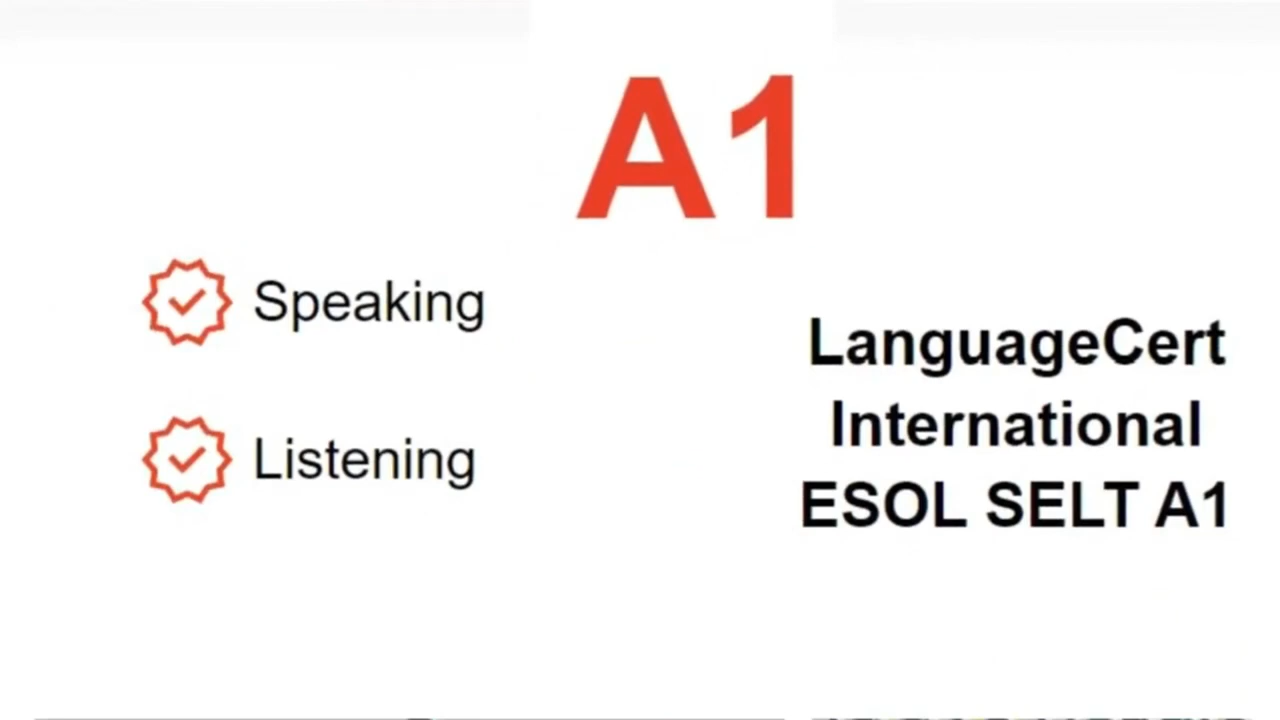 A1
Speaking
Listening
LanguageCert
International
ESOL SELT A1